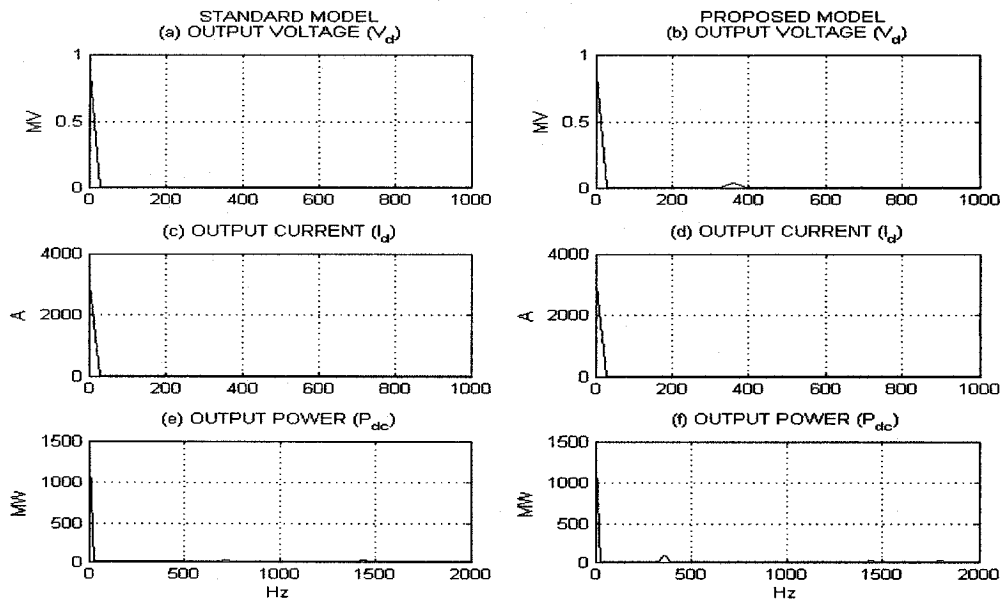 STANDARD MODEL
(a) OUTPUT VOLTAGE (Vd)
1
0.5
0
MV
0 200 400 600 800 1000
PROPOSED MODEL
(b) OUTPUT VOLTAGE (Vd)
1
0.5
0
MV
0 200 400 600 800 1000
(c) OUTPUT CURRENT (Id)
4000
2000
0
A
0 200 400 600 800 1000
(d) OUTPUT CURRENT (Id)
4000
2000
0
A
0 200 400 600 800 1000
(e) OUTPUT POWER (Pdc)
1500
1000
500
0
MW
0 500 1000 1500 2000
Hz
(f) OUTPUT POWER (Pdc)
1500
1000
500
0
MW
0 500 1000 1500 2000
Hz